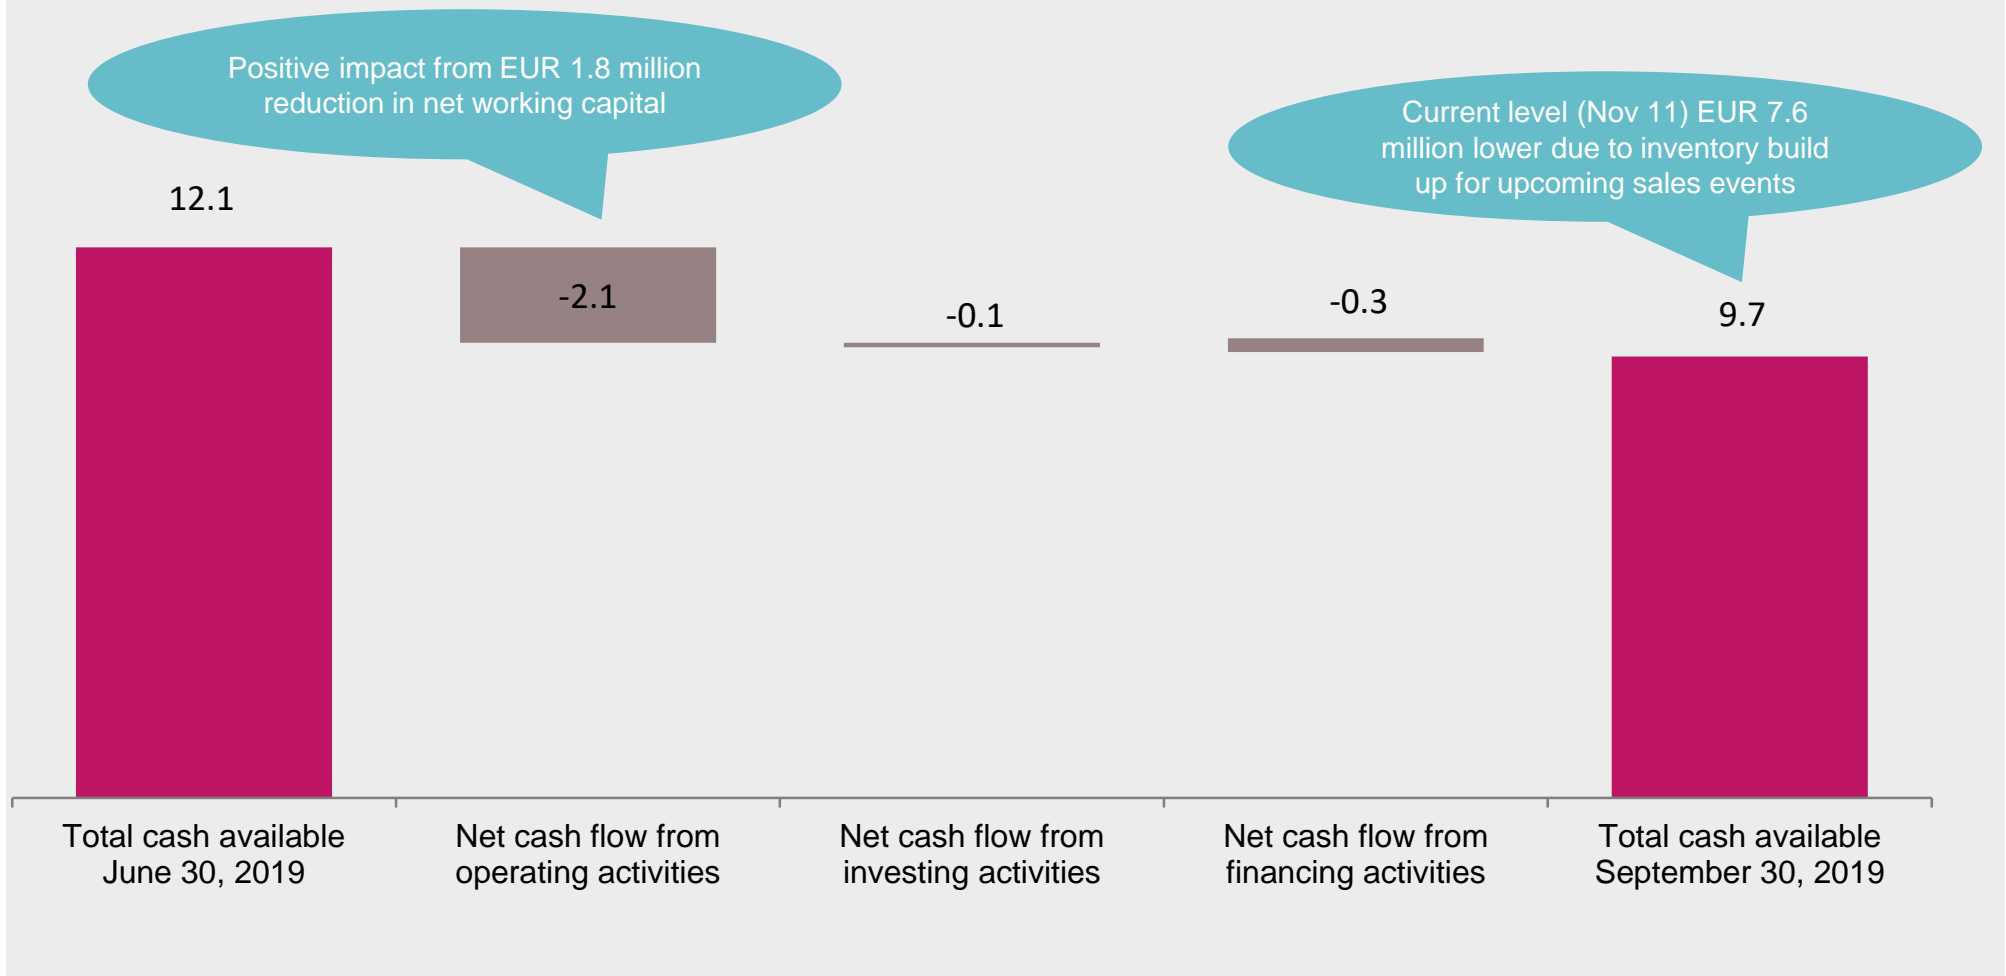 Positive impact from EUR 1.8 million
reduction in net working capital
Current level (Nov 11) EUR 7.6
million lower due to inventory build
up for upcoming sales events
12.1
-2.1
-0.1
-0.3
9.7
Total cash available
June 30, 2019
Net cash flow from
operating activities
Net cash flow from
investing activities
Net cash flow from
financing activities
Total cash available
September 30, 2019